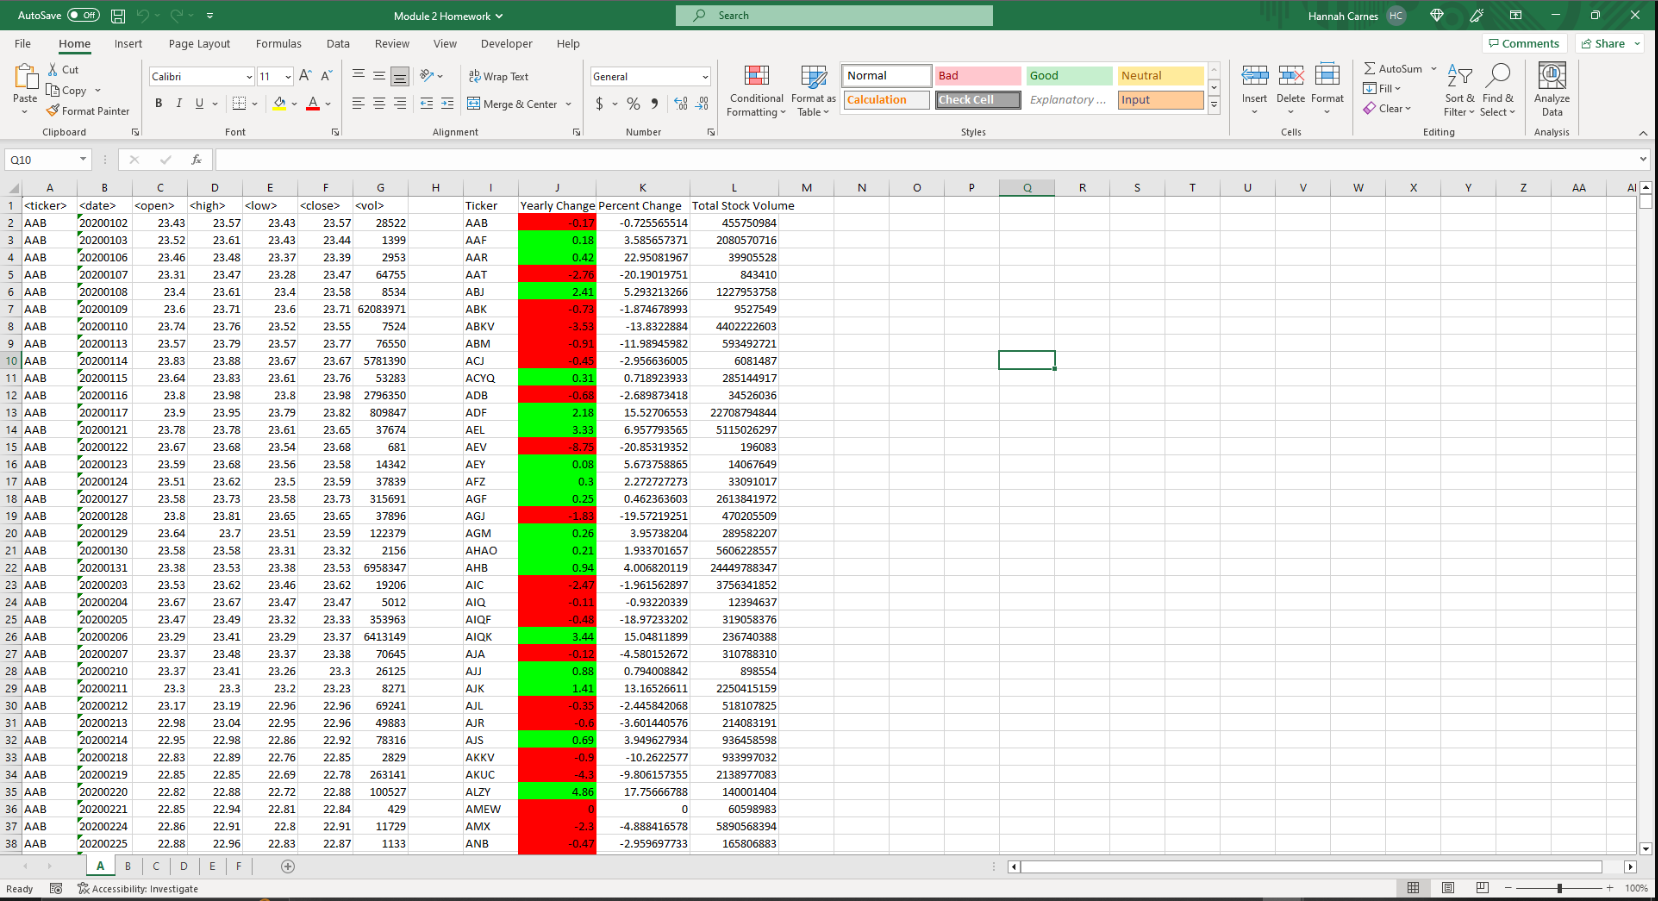 AutoSave Off Module 2 Homework Search Hannah Carnes HC
File Home Insert Page Layout Formulas Data Review View Developer Help Comments Share
Paste Cut Calibri 11 A A Wrap Text General Conditional Formatting Format as Table Normal Bad Good Neutral Insert Delete Format AutoSum Sort & Filter Find & Select Analyze Data
Copy Fill
Format Painter B I U A Merge & Center $ % Calculation Check Cell Explanatory ... Input Clear
Clipboard Font Alignment Number Styles Cells Editing Analysis
Q10 fx
A B C D E F G H I J K L M N O P Q R S T U V W X Y Z AA
1 <ticker> <date> <open> <high> <low> <close> <vol> Ticker Yearly Change Percent Change Total Stock Volume
2 AAB 20200102 23.43 23.57 23.43 23.57 28522 AAB -0.17 -0.725565514 455750984
3 AAB 20200103 23.52 23.61 23.43 23.44 1399 AAF 0.18 3.585657371 2080570716
4 AAB 20200106 23.46 23.48 23.37 23.39 2953 AAR 0.42 22.95081967 39905528
5 AAB 20200107 23.31 23.47 23.28 23.47 64755 AAT -2.76 -20.19019751 843410
6 AAB 20200108 23.4 23.61 23.4 23.58 8534 ABJ 2.41 5.293213266 1227953758
7 AAB 20200109 23.6 23.71 23.6 23.71 62083971 ABK -0.73 -1.874678993 9527549
8 AAB 20200110 23.74 23.76 23.52 23.55 7524 ABKV -3.53 -13.8322884 4402222603
9 AAB 20200113 23.57 23.79 23.57 23.77 76550 ABM -0.91 -11.98945982 593492721
10 AAB 20200114 23.83 23.88 23.67 23.67 5781390 ACJ -0.45 -2.956636005 6081487
11 AAB 20200115 23.64 23.83 23.61 23.76 53283 ACYQ 0.31 0.718923933 285144917
12 AAB 20200116 23.8 23.98 23.8 23.98 2796350 ADB -0.68 -2.689873418 34526036
13 AAB 20200117 23.9 23.95 23.79 23.82 809847 ADF 2.18 15.52706553 22708794844
14 AAB 20200121 23.78 23.78 23.61 23.65 37674 AEL 3.33 6.957793565 5115026297
15 AAB 20200122 23.67 23.68 23.54 23.68 681 AEV -8.75 -20.85319352 196083
16 AAB 20200123 23.59 23.68 23.56 23.58 14342 AEY 0.08 5.673758865 14067649
17 AAB 20200124 23.51 23.62 23.5 23.59 37839 AFZ 0.3 2.272727273 33091017
18 AAB 20200127 23.58 23.73 23.58 23.73 315691 AGF 0.25 0.462363603 2613841972
19 AAB 20200128 23.8 23.81 23.65 23.65 37896 AGJ -1.83 -19.57219251 470205509
20 AAB 20200129 23.64 23.7 23.51 23.59 122379 AGM 0.26 3.95738204 289582207
21 AAB 20200130 23.58 23.58 23.31 23.32 2156 AHAO 0.21 1.933701657 5606228557
22 AAB 20200131 23.38 23.53 23.38 23.53 6958347 AHB 0.94 4.006820119 24449788347
23 AAB 20200203 23.53 23.62 23.46 23.62 19206 AIC -2.47 -1.961562897 3756341852
24 AAB 20200204 23.67 23.67 23.47 23.47 5012 AIQ -0.11 -0.93220339 12394637
25 AAB 20200205 23.47 23.49 23.32 23.33 353963 AIQF -0.48 -18.97233202 319058376
26 AAB 20200206 23.29 23.41 23.29 23.37 6413149 AIQK 3.44 15.04811899 236740388
27 AAB 20200207 23.37 23.48 23.37 23.38 70645 AJA -0.12 -4.580152672 310788310
28 AAB 20200210 23.37 23.41 23.26 23.3 26125 AJJ 0.88 0.794008842 898554
29 AAB 20200211 23.3 23.3 23.2 23.23 8271 AJK 1.41 13.16526611 2250415159
30 AAB 20200212 23.17 23.19 22.96 22.96 69241 AJL -0.35 -2.445842068 518107825
31 AAB 20200213 22.98 23.04 22.95 22.96 49883 AJR -0.6 -3.601440576 214083191
32 AAB 20200214 22.95 22.98 22.86 22.92 78316 AJS 0.69 3.949627934 936458598
33 AAB 20200218 22.83 22.89 22.76 22.85 2829 AKKV -0.9 -10.2622577 933997032
34 AAB 20200219 22.85 22.85 22.69 22.78 263141 AKUC -4.3 -9.806157355 2138977083
35 AAB 20200220 22.82 22.88 22.72 22.88 100527 ALZY 4.86 17.75666788 140001404
36 AAB 20200221 22.85 22.94 22.81 22.84 429 AMEW 0 0 60598983
37 AAB 20200224 22.86 22.91 22.8 22.91 11729 AMX -2.3 -4.888416578 5890568394
38 AAB 20200225 22.88 22.96 22.83 22.87 1133 ANB -0.47 -2.959697733 165806883
A B C D E F
Ready Accessibility: Investigate 100%